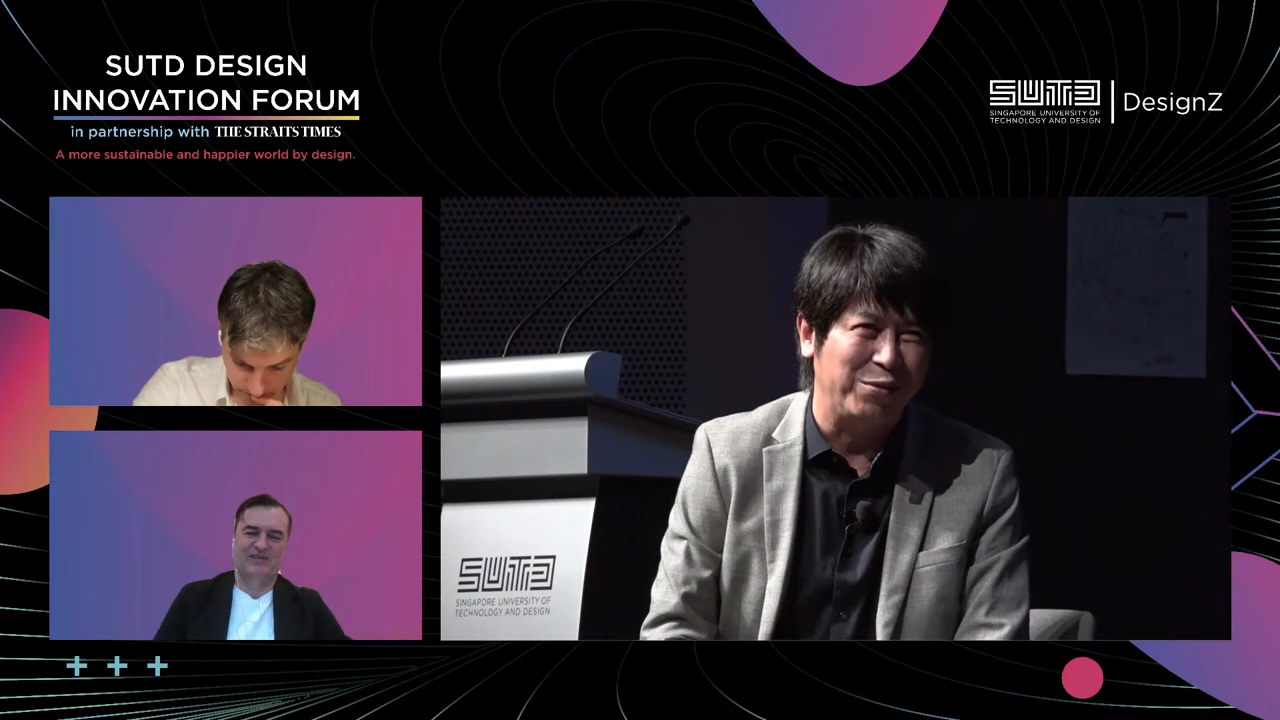 SUTD DESIGN
INNOVATION FORUM
in partnership with THE STRAITS TIMES
A more sustainable and happier world by design.
SUTD
SINGAPORE UNIVERSITY OF
TECHNOLOGY AND DESIGN
DesignZ
SUTD
SINGAPORE UNIVERSITY OF
TECHNOLOGY AND DESIGN